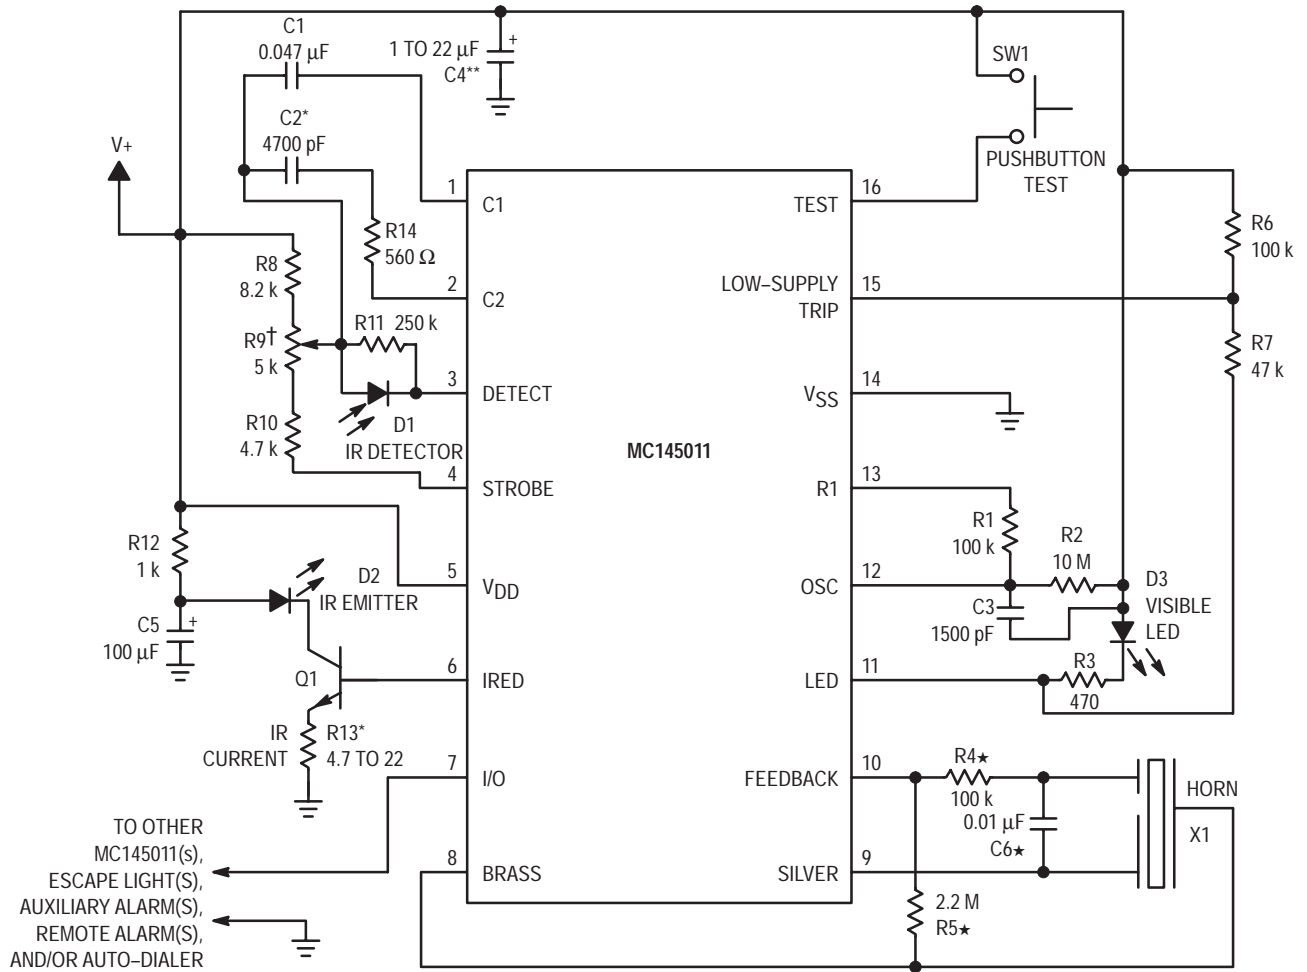 C1
0.047 µF
1 TO 22 µF
+
C4**
SW1
C2*
4700 pF
V+
PUSHBUTTON
TEST
1
C1
R14
560 Ω
16
TEST
R6
100 k
R8
8.2 k
2
C2
LOW–SUPPLY
TRIP
15
R11 250 k
R9†
5 k
R7
47 k
3
DETECT
D1
IR DETECTOR
14
VSS
R10
4.7 k
MC145011
4
STROBE
13
R1
R1
100 k
R2
10 M
R12
1 k
D2
IR EMITTER
5
VDD
12
OSC
D3
VISIBLE
LED
C3
1500 pF
C5
+
100 µF
Q1
6
IRED
11
LED
R3
470
IR
CURRENT
R13*
4.7 TO 22
7
I/O
10
FEEDBACK
R4★
100 k
HORN
X1
0.01 µF
C6★
TO OTHER
MC145011(s),
ESCAPE LIGHT(S),
AUXILIARY ALARM(S),
REMOTE ALARM(S),
AND/OR AUTO–DIALER
8
BRASS
9
SILVER
2.2 M
R5★